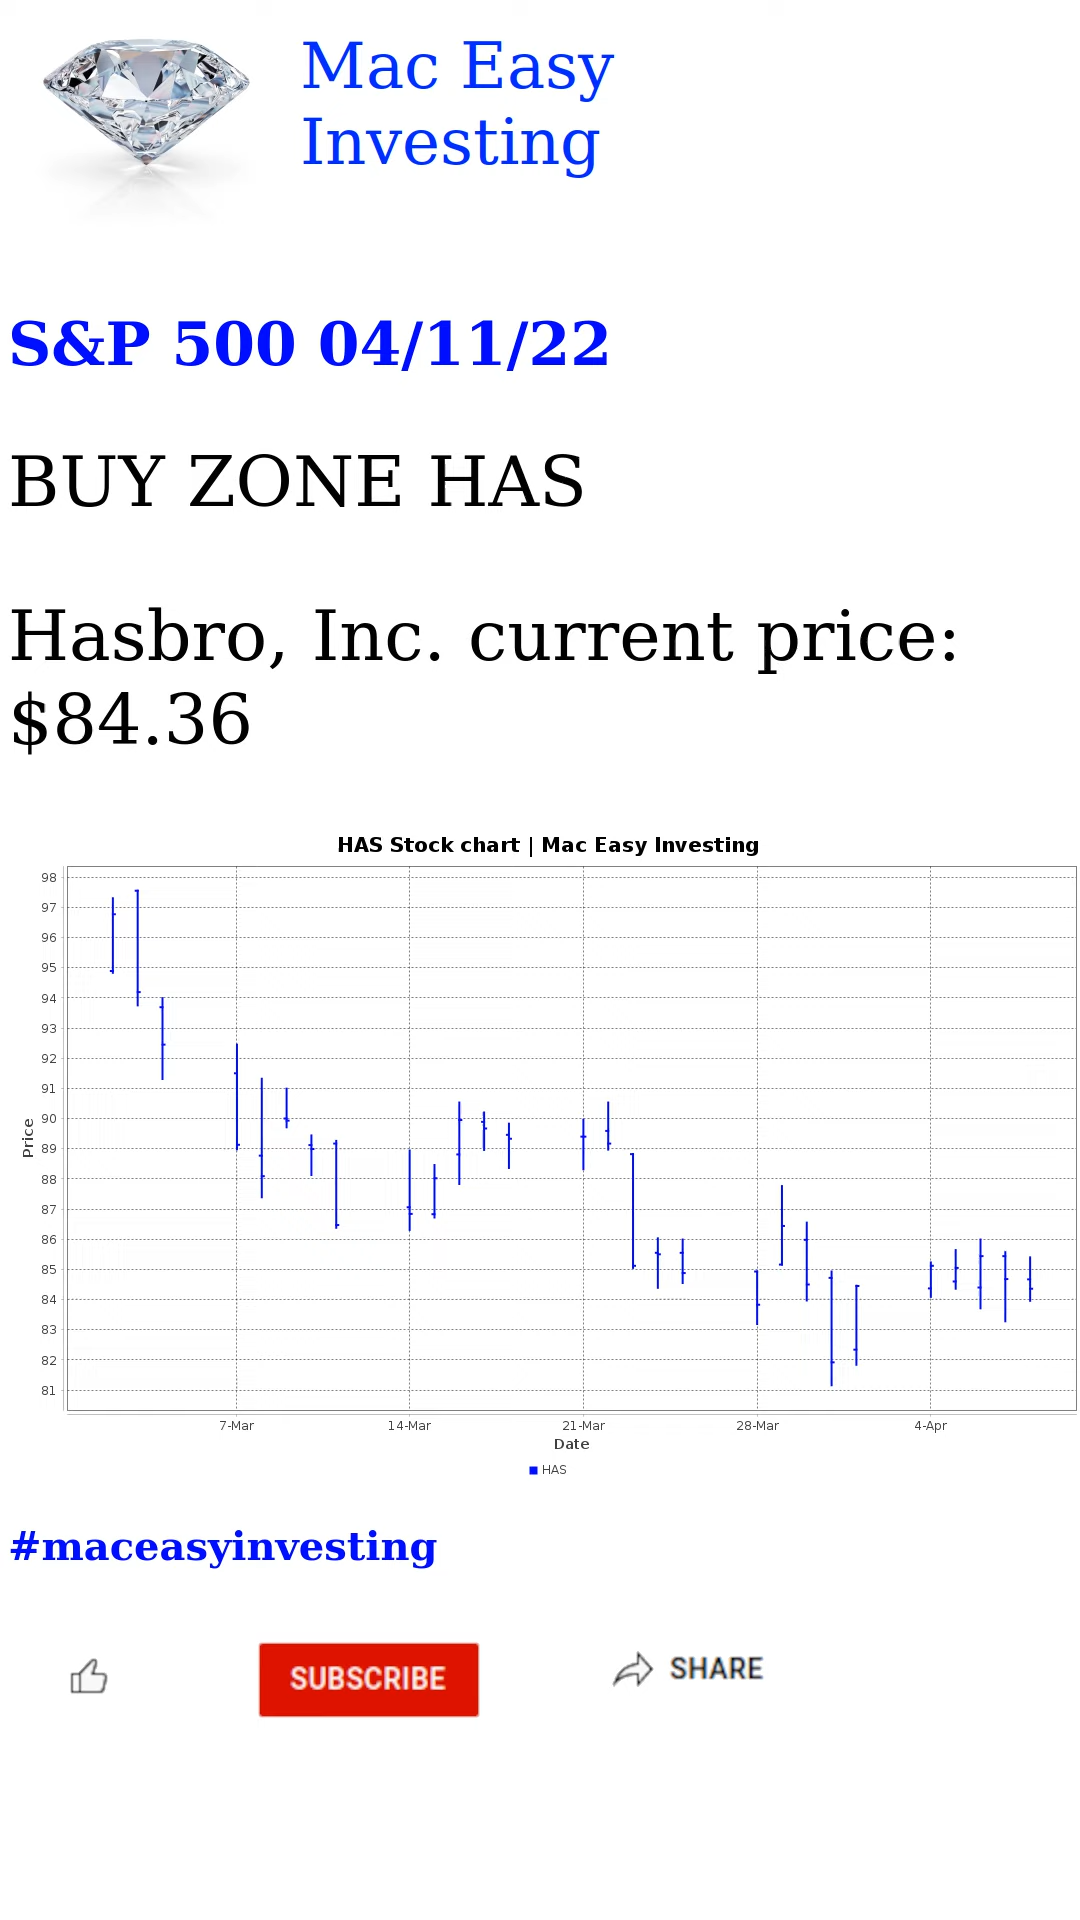 Mac Easy
Investing
S&P 500 04/11/22
BUY ZONE HAS
Hasbro, Inc. current price:
$84.36
HAS Stock chart | Mac Easy Investing
98
97
96
95
94
93
92
91
90
89
88
87
86
85
84
83
82
81
Price
7-Mar 14-Mar 21-Mar 28-Mar 4-Apr
Date
HAS
#maceasyinvesting
SUBSCRIBE
SHARE